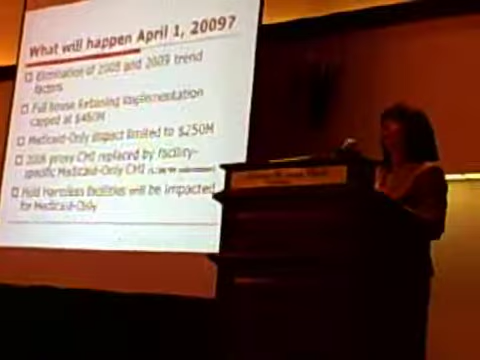 What will happen April 1, 2009?
Elimination of 2008 and 2009 trend
factors
Full house Rebasing Implementation
capped at $460M
Medicaid-Only Impact limited to $250M
2008 proxy CMI replaced by facility-
specific Medicaid-Only CMI
Hold Harmless facilities will be impacted
for Medicaid-Only